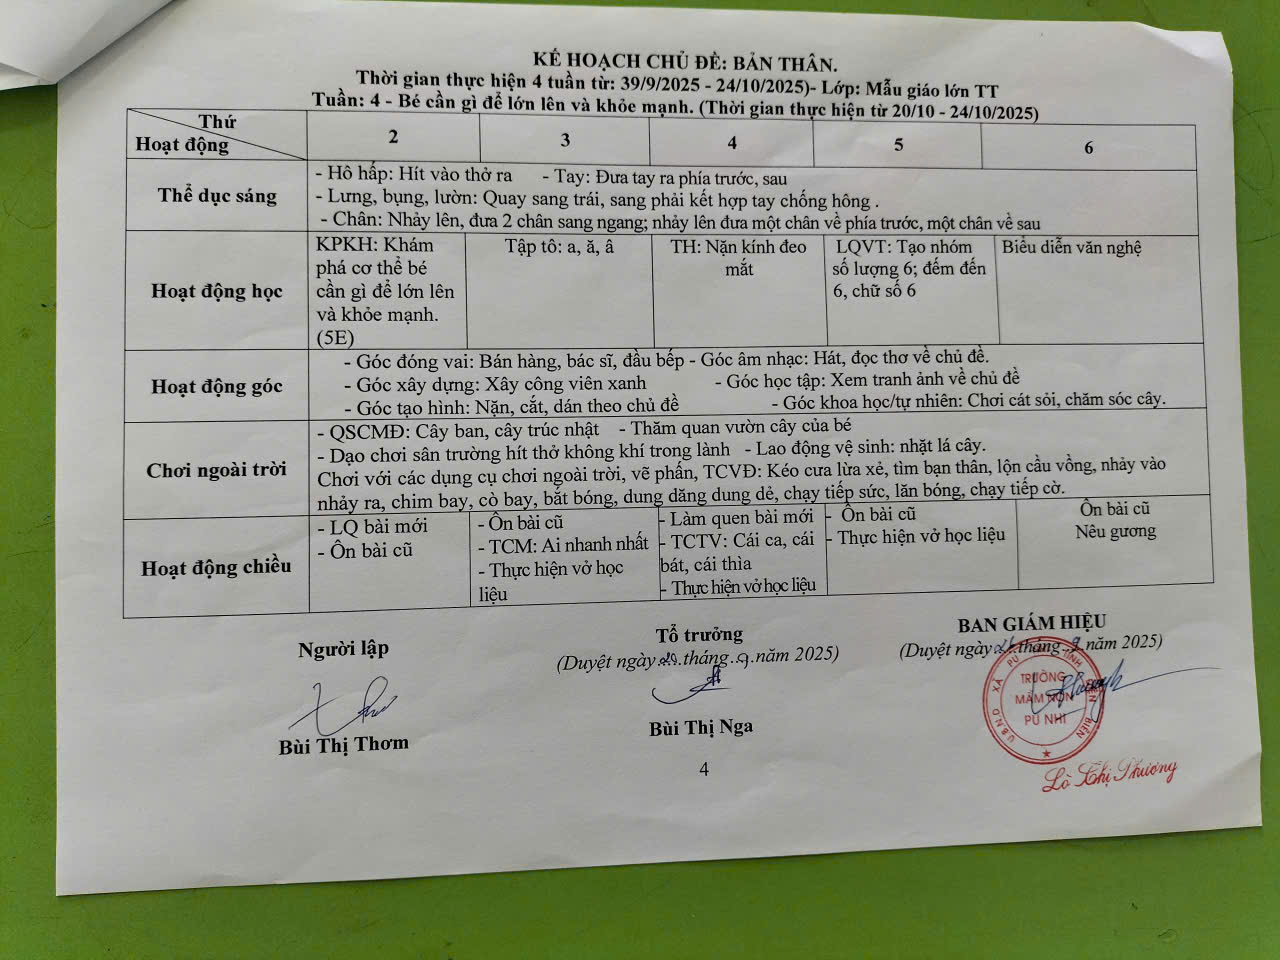 KẾ HOẠCH CHỦ ĐỀ: BẢN THÂN.
Thời gian thực hiện 4 tuần từ: 39/9/2025 - 24/10/2025)- Lớp: Mẫu giáo lớn TT
Tuần: 4 - Bé cần gì để lớn lên và khỏe mạnh. (Thời gian thực hiện từ 20/10 - 24/10/2025)
Thứ
Hoạt động
2
3
4
5
6
Thể dục sáng
- Hô hấp: Hít vào thở ra - Tay: Đưa tay ra phía trước, sau
- Lưng, bụng, lườn: Quay sang trái, sang phải kết hợp tay chống hông .
- Chân: Nhảy lên, đưa 2 chân sang ngang; nhảy lên đưa một chân về phía trước, một chân về sau
Hoạt động học
KPKH: Khám
phá cơ thể bé
cần gì để lớn lên
và khỏe mạnh.
(5E)
Tập tô: a, ă, â
TH: Nặn kính đeo
mắt
LQVT: Tạo nhóm
số lượng 6; đếm đến
6, chữ số 6
Biểu diễn văn nghệ
Hoạt động góc
- Góc đóng vai: Bán hàng, bác sĩ, đầu bếp - Góc âm nhạc: Hát, đọc thơ về chủ đề.
- Góc xây dựng: Xây công viên xanh - Góc học tập: Xem tranh ảnh về chủ đề
- Góc tạo hình: Nặn, cắt, dán theo chủ đề - Góc khoa học/tự nhiên: Chơi cát sỏi, chăm sóc cây.
Chơi ngoài trời
- QSCMĐ: Cây ban, cây trúc nhật - Thăm quan vườn cây của bé
- Dạo chơi sân trường hít thở không khí trong lành - Lao động vệ sinh: nhặt lá cây.
Chơi với các dụng cụ chơi ngoài trời, vẽ phấn, TCVĐ: Kéo cưa lừa xẻ, tìm bạn thân, lộn cầu vồng, nhảy vào
nhảy ra, chim bay, cò bay, bắt bóng, dung dăng dung dẻ, chạy tiếp sức, lăn bóng, chạy tiếp cờ.
Hoạt động chiều
- LQ bài mới
- Ôn bài cũ
- Ôn bài cũ
- TCM: Ai nhanh nhất
- Thực hiện vở học
liệu
- Làm quen bài mới
- TCTV: Cái ca, cái
bát, cái thìa
- Thực hiện vở học liệu
- Ôn bài cũ
- Thực hiện vở học liệu
Ôn bài cũ
Nêu gương
Người lập
Bùi Thị Thơm
Tổ trưởng
(Duyệt ngày 20.tháng.9.năm 2025)
Bùi Thị Nga
BAN GIÁM HIỆU
(Duyệt ngày tháng.9.năm 2025)
TRƯỜNG
MẦM NON
PÚ NHI
Lò Thị Phương
4